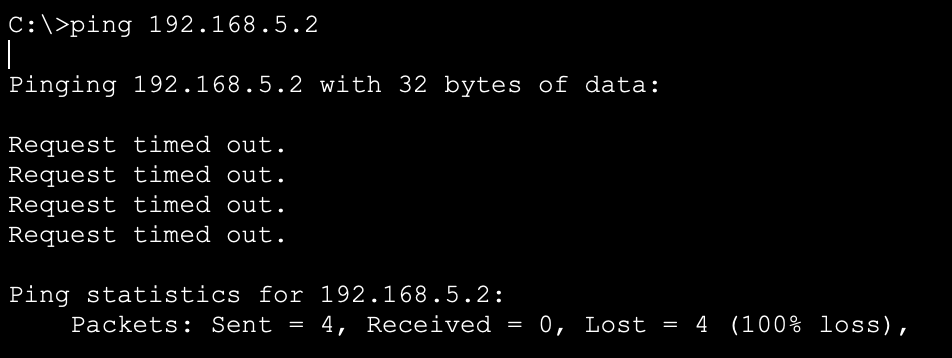 C:\>ping 192.168.5.2
Pinging 192.168.5.2 with 32 bytes of data:
Request timed out.
Request timed out.
Request timed out.
Request timed out.
Ping statistics for 192.168.5.2:
Packets: Sent = 4, Received = 0, Lost = 4 (100% loss),